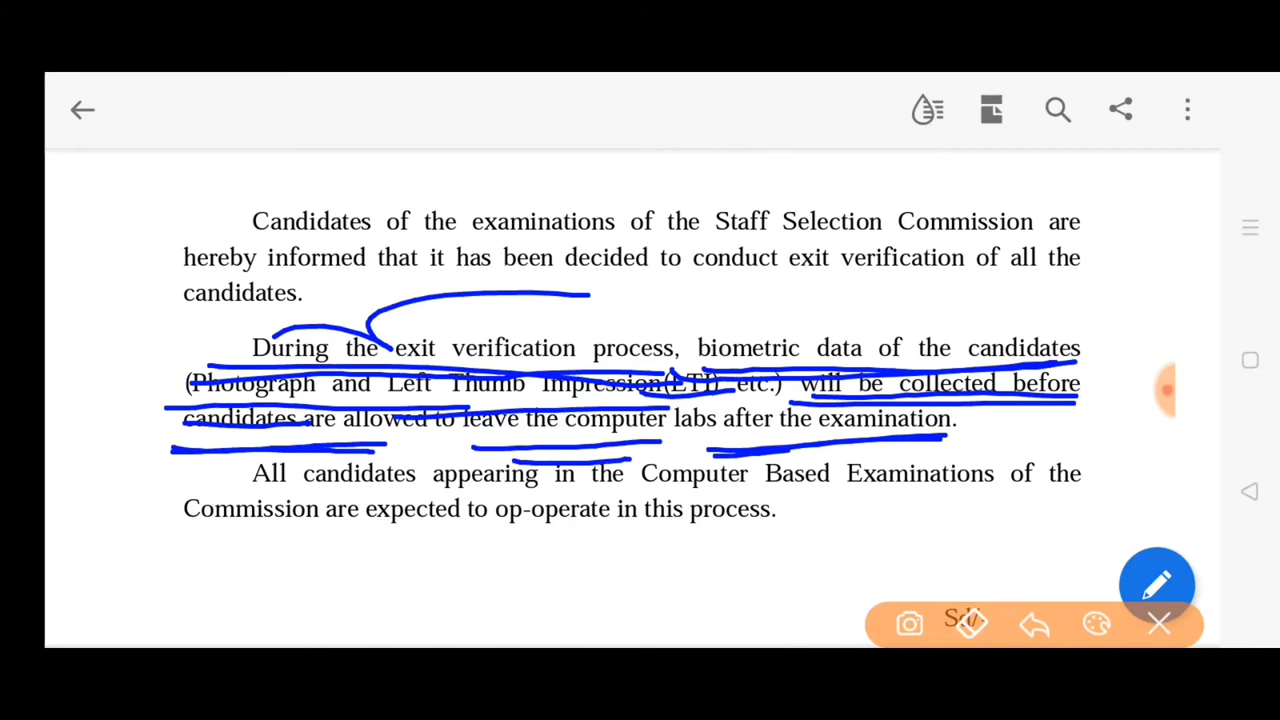 Candidates of the examinations of the Staff Selection Commission are
hereby informed that it has been decided to conduct exit verification of all the
candidates.
During the exit verification process, biometric data of the candidates
(Photograph and Left Thumb Impression(ETI) etc.) will be collected before
candidates are allowed to leave the computer labs after the examination.
All candidates appearing in the Computer Based Examinations of the
Commission are expected to op-operate in this process.
Sd/-